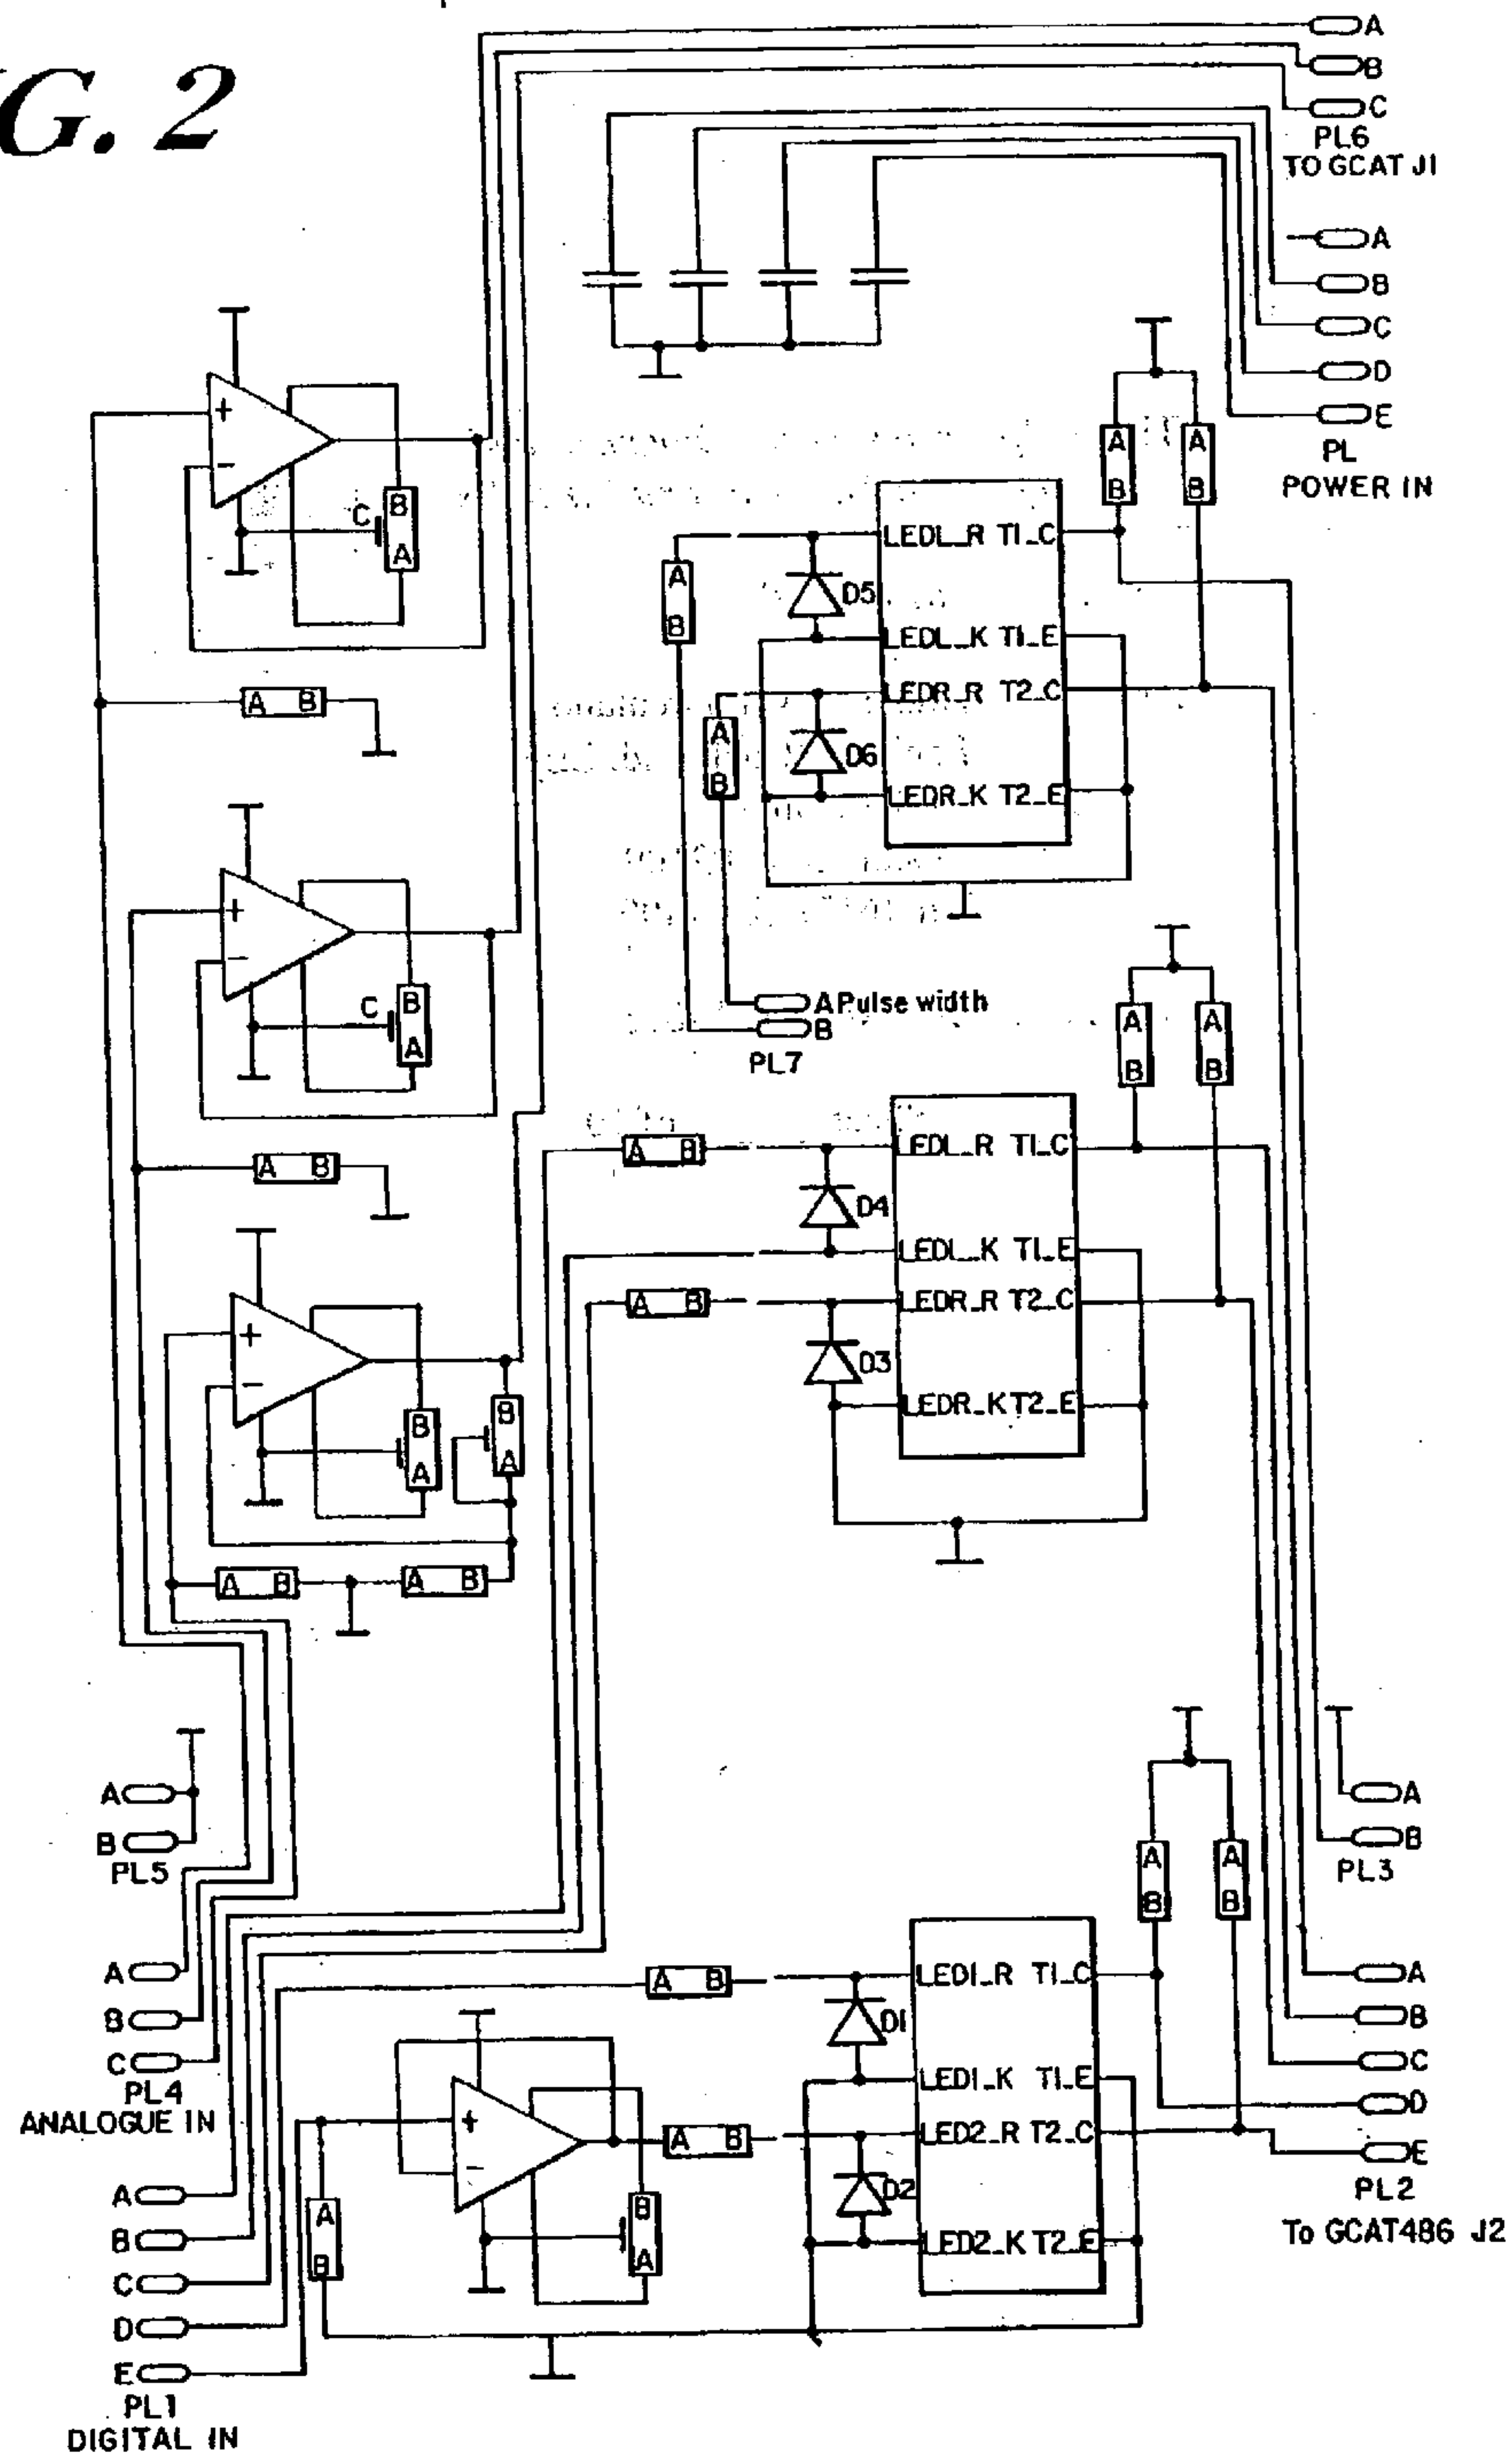 G. 2
A
B
C
PL6
TO GCAT J1
A
B
C
D
E
PL
POWER IN
+
−
C
B
A
A B
A
B
A
B
LEDL_R T1_C
LEDL_K T1_E
LEDR_R T2_C
LEDR_K T2_E
D5
D6
A
B
A
B
A Pulse width
B
PL7
+
−
C
B
A
A B
A
B
A
B
A B
LEDL_R T1_C
LEDL_K T1_E
LEDR_R T2_C
LEDR_K T2_E
D4
A B
D3
+
−
B
A
B
A
A B
A B
A
B
PL5
A
B
PL3
A
B
A
B
A
B
C
PL4
ANALOGUE IN
A B
LED1_R T1_C
LED1_K T1_E
LED2_R T2_C
LED2_K T2_E
D1
D2
+
−
A B
A
B
B
A
A
B
C
D
E
PL2
To GCAT486 J2
A
B
C
D
E
PL1
DIGITAL IN